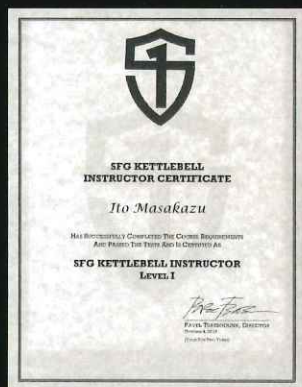 SFG KETTLEBELL
INSTRUCTOR CERTIFICATE
Ito Masakazu
HAS SUCCESSFULLY COMPLETED THE COURSE REQUIREMENTS
AND PASSED THE TESTS AND IS CERTIFIED AS
SFG KETTLEBELL INSTRUCTOR
LEVEL I
PAVEL TSATSOULINE, DIRECTOR